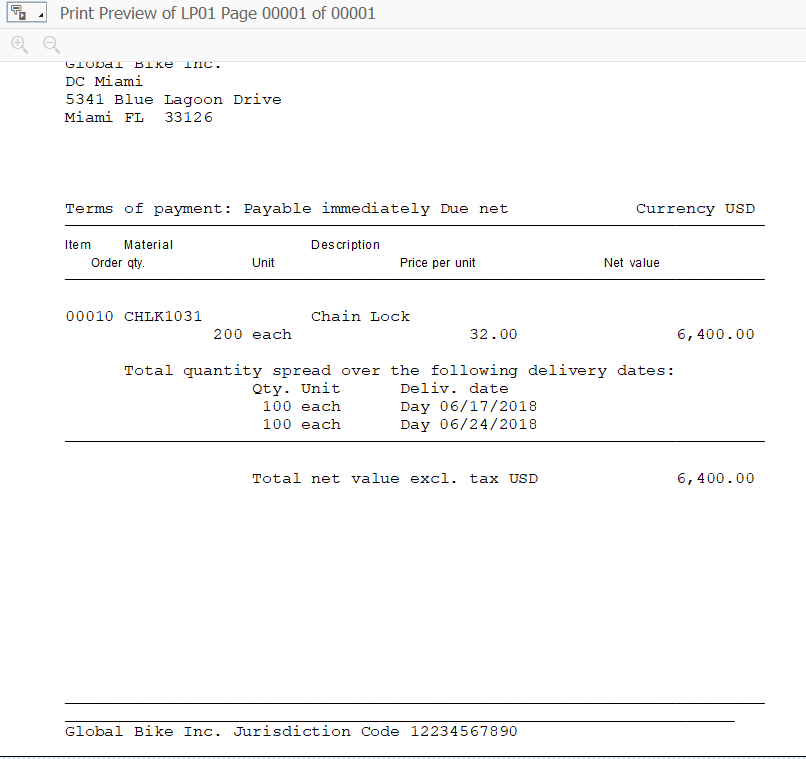 Print Preview of LP01 Page 00001 of 00001
Global Bike Inc.
DC Miami
5341 Blue Lagoon Drive
Miami FL  33126
Terms of payment: Payable immediately Due net Currency USD
Item Material Description
Order qty. Unit Price per unit Net value
00010 CHLK1031 Chain Lock
200 each 32.00 6,400.00
Total quantity spread over the following delivery dates:
Qty. Unit Deliv. date
100 each Day 06/17/2018
100 each Day 06/24/2018
Total net value excl. tax USD 6,400.00
Global Bike Inc. Jurisdiction Code 12234567890